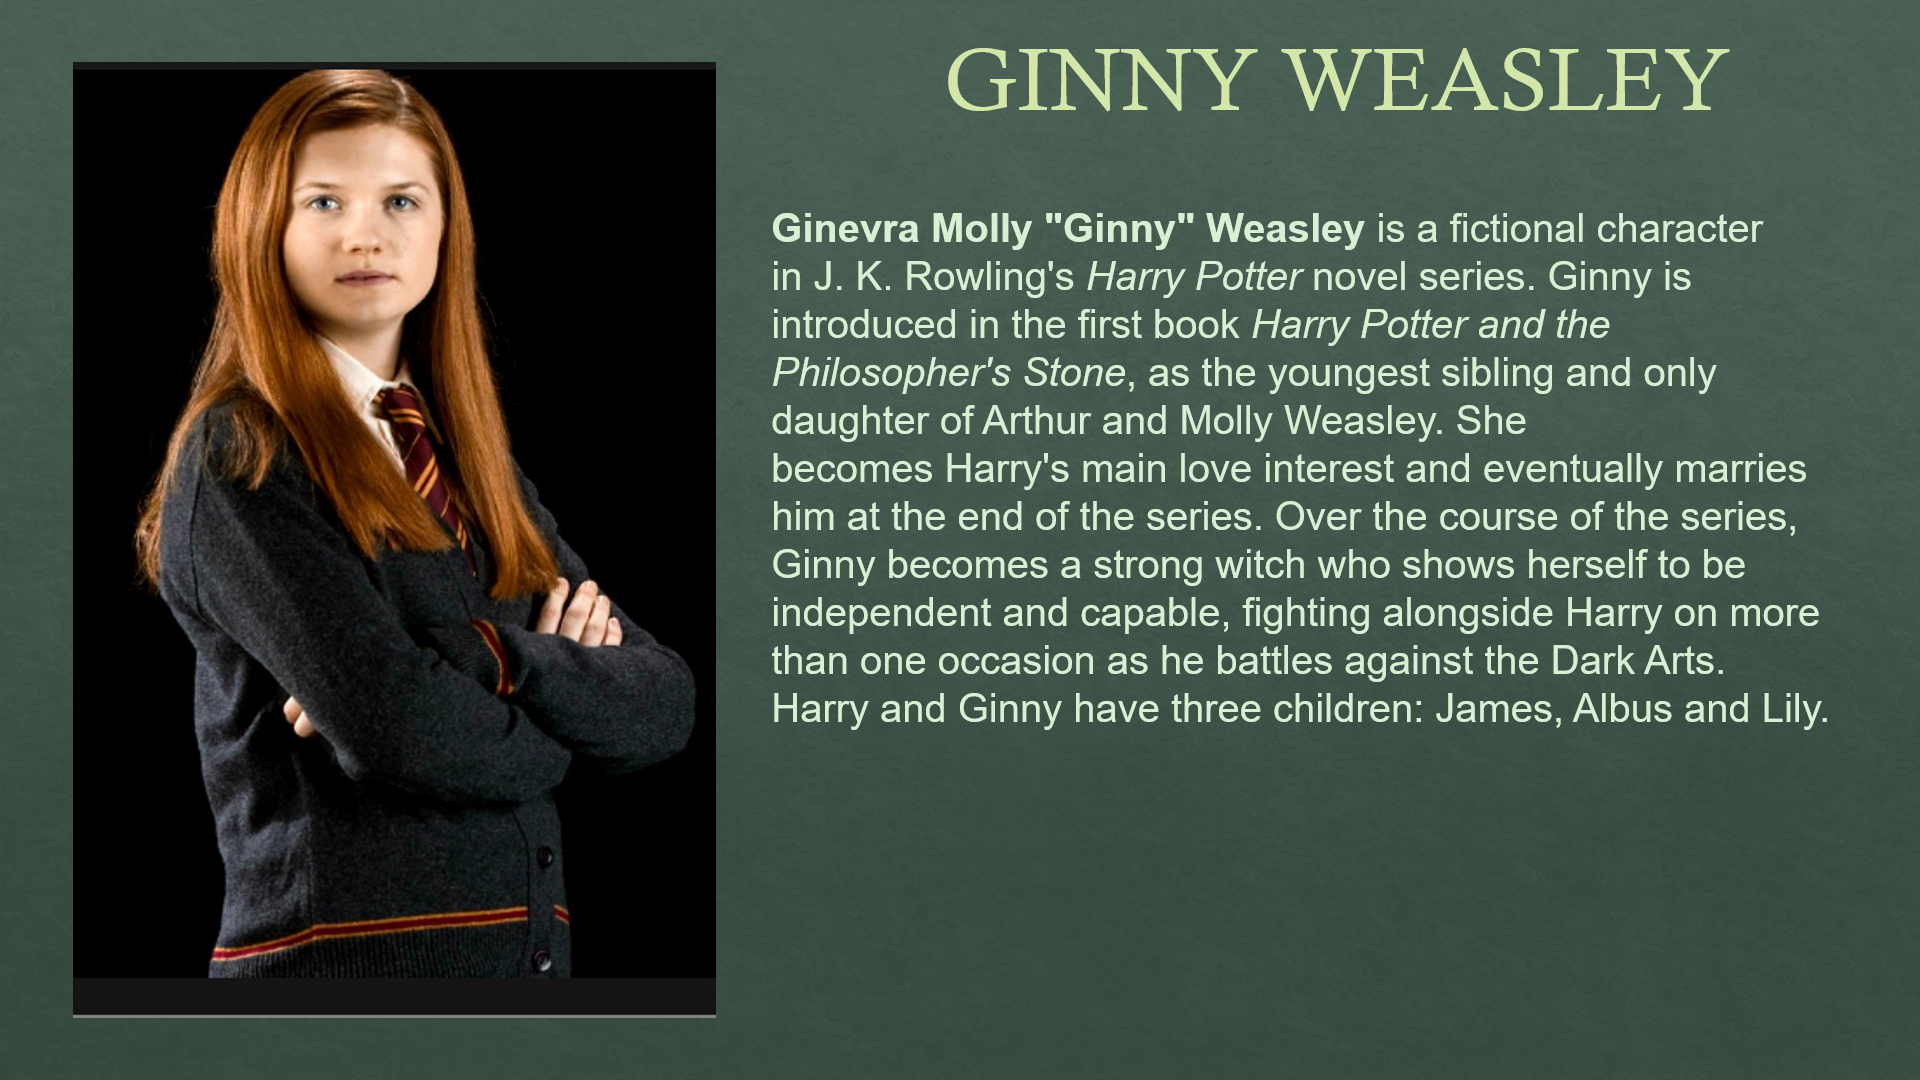 GINNY WEASLEY
Ginevra Molly "Ginny" Weasley is a fictional character
in J. K. Rowling's Harry Potter novel series. Ginny is
introduced in the first book Harry Potter and the
Philosopher's Stone, as the youngest sibling and only
daughter of Arthur and Molly Weasley. She
becomes Harry's main love interest and eventually marries
him at the end of the series. Over the course of the series,
Ginny becomes a strong witch who shows herself to be
independent and capable, fighting alongside Harry on more
than one occasion as he battles against the Dark Arts.
Harry and Ginny have three children: James, Albus and Lily.